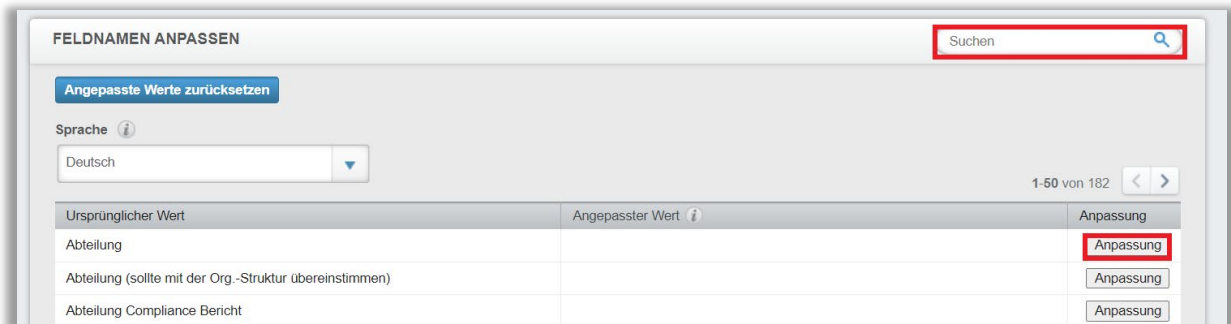 FELDNAMEN ANPASSEN
Suchen
Angepasste Werte zurücksetzen
Sprache i
Deutsch
1-50 von 182
Ursprünglicher Wert Angepasster Wert i Anpassung
Abteilung Anpassung
Abteilung (sollte mit der Org.-Struktur übereinstimmen) Anpassung
Abteilung Compliance Bericht Anpassung